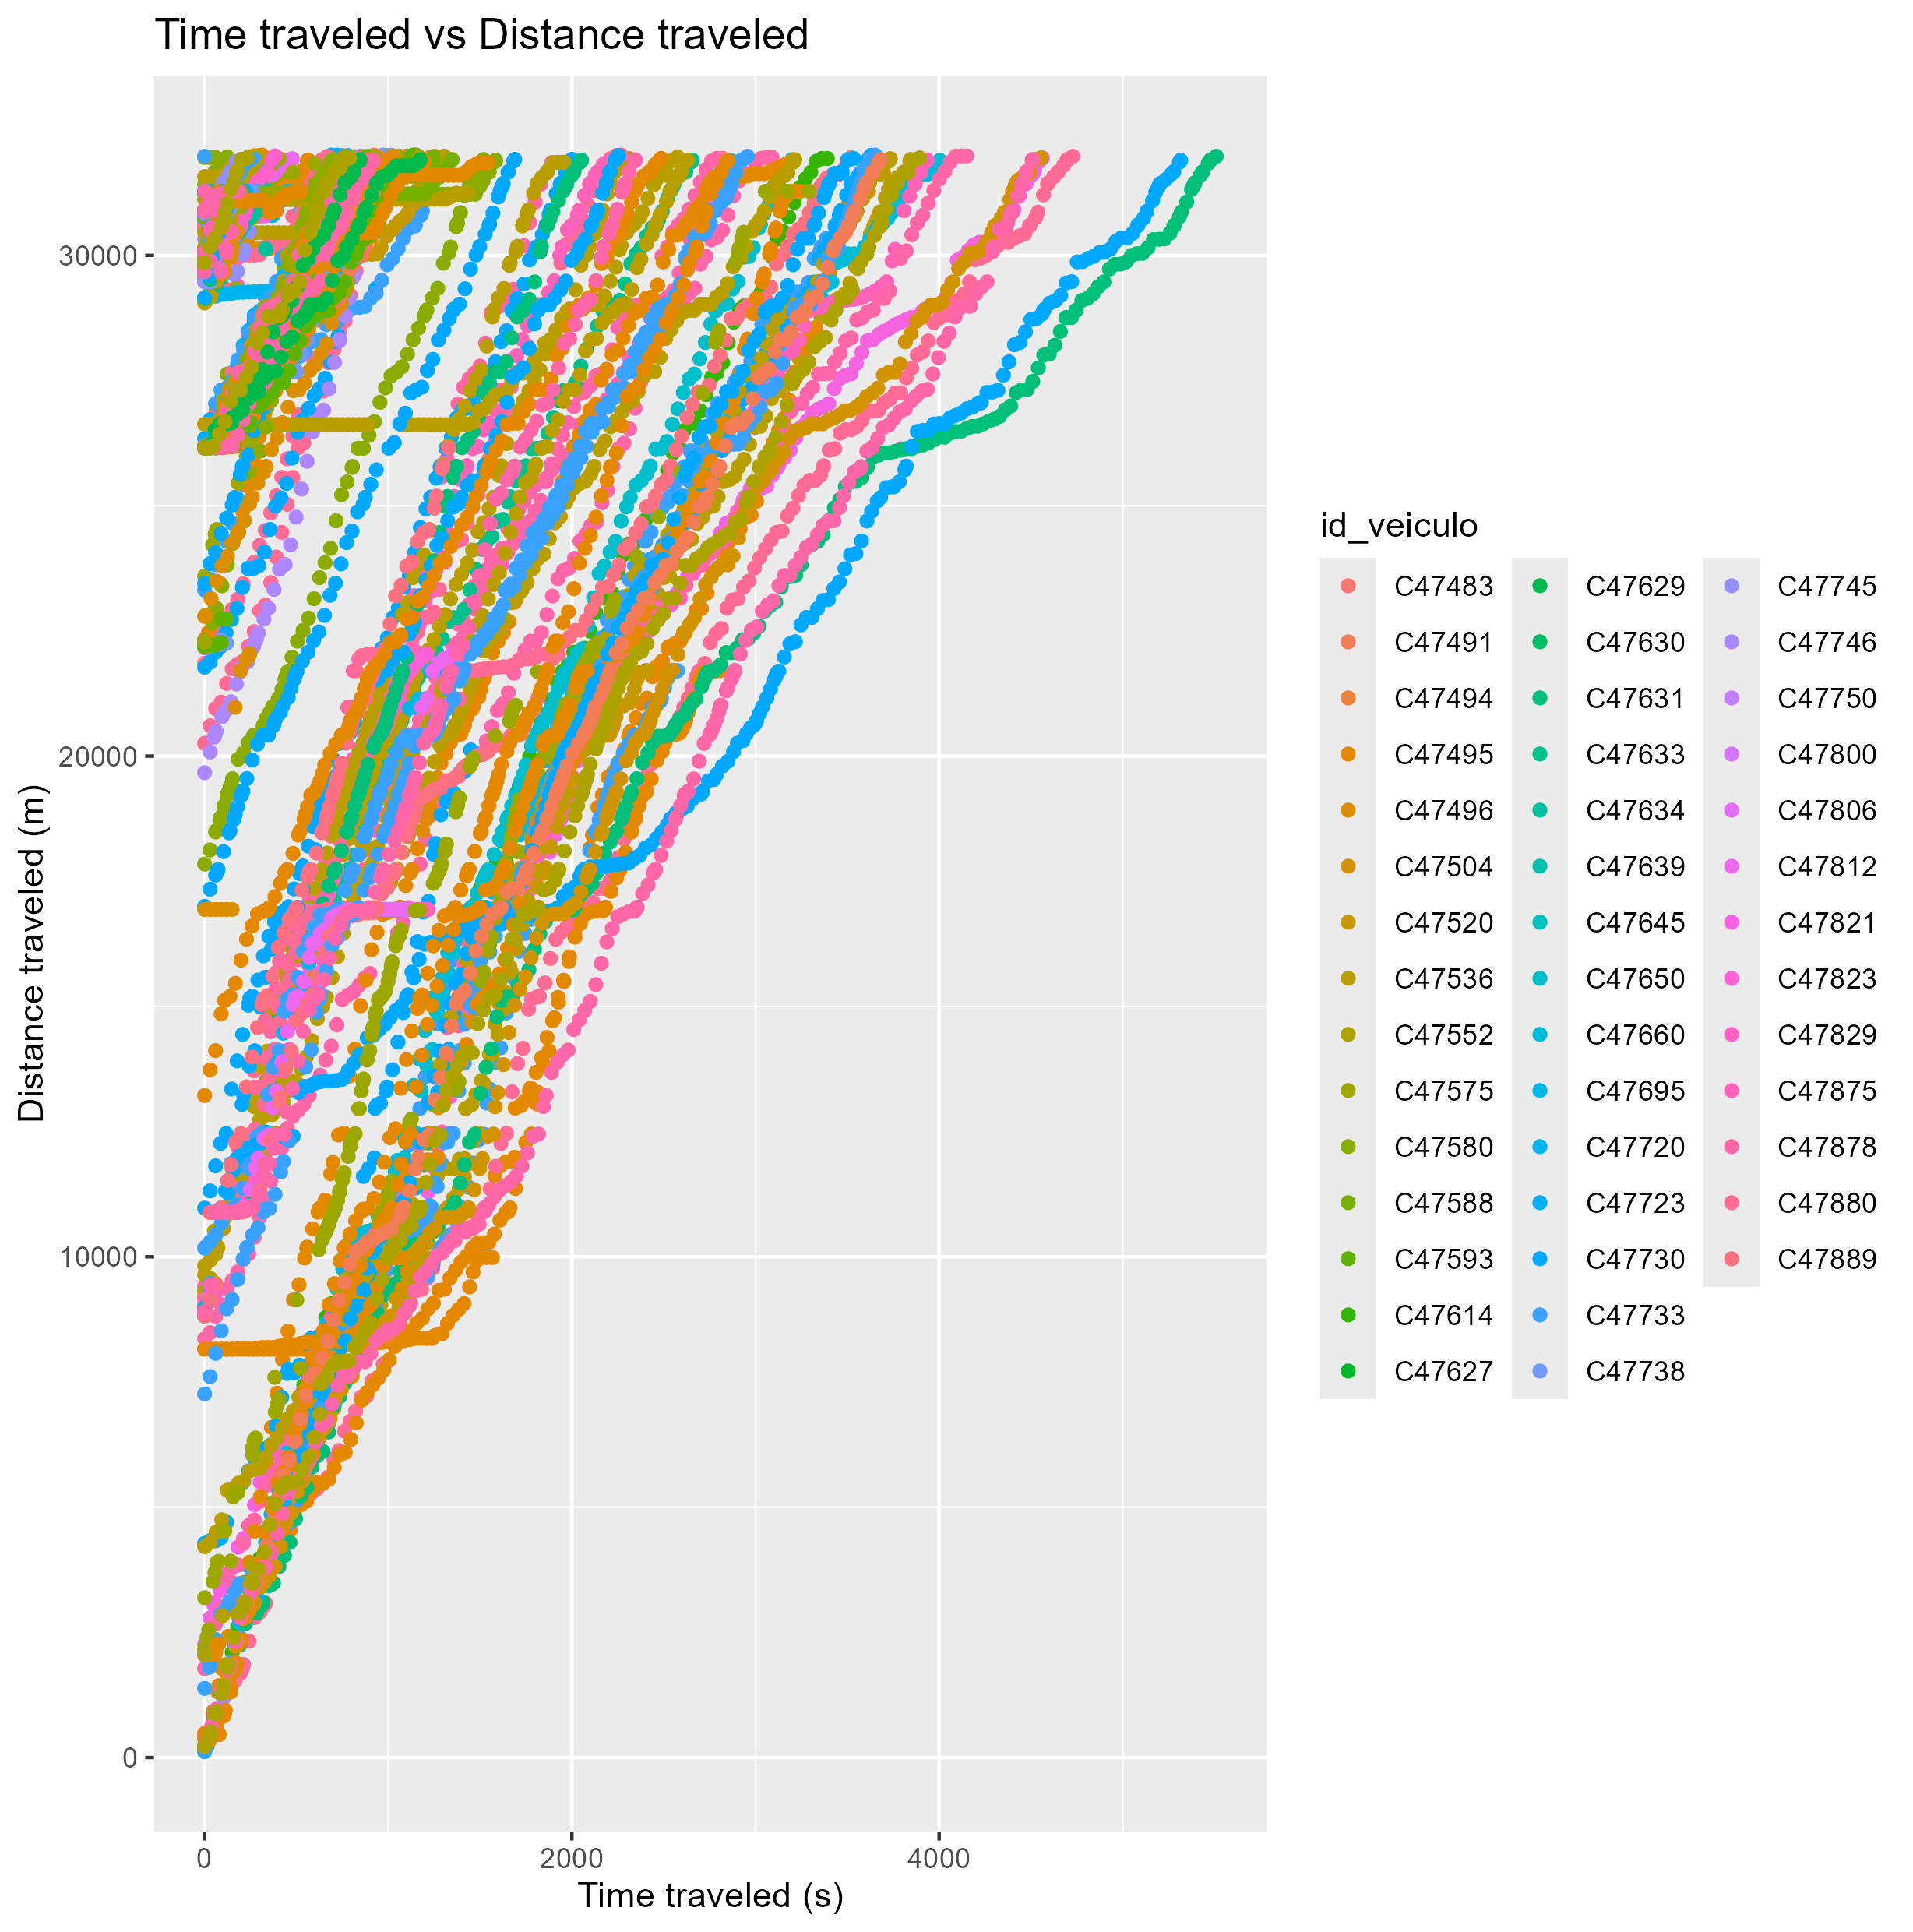 Time traveled vs Distance traveled
Distance traveled (m)
30000
20000
10000
0
0 2000 4000
Time traveled (s)
id_veiculo
C47483 C47629 C47745
C47491 C47630 C47746
C47494 C47631 C47750
C47495 C47633 C47800
C47496 C47634 C47806
C47504 C47639 C47812
C47520 C47645 C47821
C47536 C47650 C47823
C47552 C47660 C47829
C47575 C47695 C47875
C47580 C47720 C47878
C47588 C47723 C47880
C47593 C47730 C47889
C47614 C47733
C47627 C47738